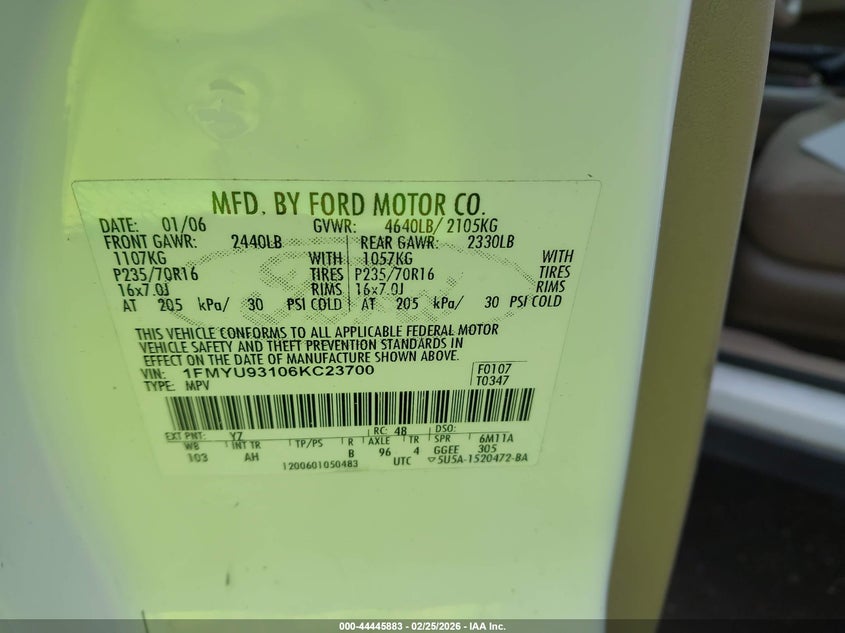 MFD. BY FORD MOTOR CO.
DATE: 01/06 GVWR: 4640LB/ 2105KG
FRONT GAWR: 2440LB REAR GAWR: 2330LB
1107KG WITH 1057KG WITH
P235/70R16 TIRES P235/70R16 TIRES
16x7.0J RIMS 16x7.0J RIMS
AT 205 kPa/ 30 PSI COLD AT 205 kPa/ 30 PSI COLD
THIS VEHICLE CONFORMS TO ALL APPLICABLE FEDERAL MOTOR
VEHICLE SAFETY AND THEFT PREVENTION STANDARDS IN
EFFECT ON THE DATE OF MANUFACTURE SHOWN ABOVE.
VIN: 1FMYU93106KC23700 F0107
TYPE: MPV T0347
EXT PNT: YZ RC: 48 DSO:
WB INT TR TP/PS R AXLE TR SPR 6M11A
103 AH B 96 4 GGEE 305
1200601050483 UTC 5U5A-1520472-BA
000-44445883 / 02/25/2026 - IAA Inc.